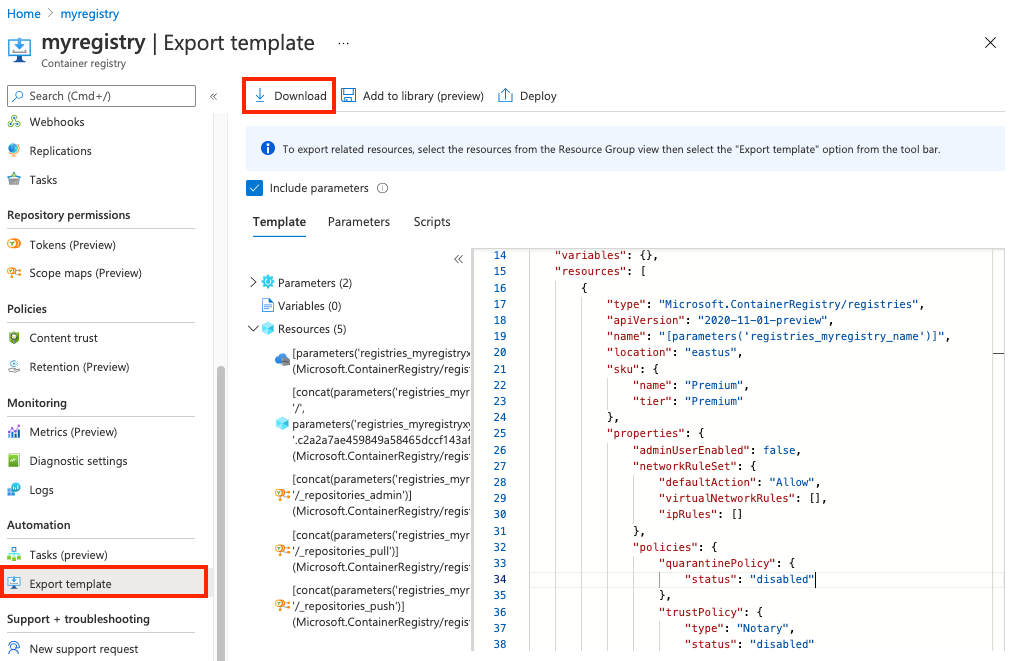 Home > myregistry
myregistry | Export template ...
Container registry
Search (Cmd+/)
«
Webhooks
Replications
Tasks
Repository permissions
Tokens (Preview)
Scope maps (Preview)
Policies
Content trust
Retention (Preview)
Monitoring
Metrics (Preview)
Diagnostic settings
Logs
Automation
Tasks (preview)
Export template
Support + troubleshooting
New support request
Download
Add to library (preview)
Deploy
To export related resources, select the resources from the Resource Group view then select the "Export template" option from the tool bar.
Include parameters
Template
Parameters
Scripts
«
Parameters (2)
Variables (0)
Resources (5)
[parameters('registries_myregistryx
(Microsoft.ContainerRegistry/regis
[concat(parameters('registries_myr
'/',
parameters('registries_myregistryxy
'.c2a2a7ae459849a58465dccf143af
(Microsoft.ContainerRegistry/regis
[concat(parameters('registries_myr
'/_repositories_admin')]
(Microsoft.ContainerRegistry/regis
[concat(parameters('registries_myr
'/_repositories_pull')]
(Microsoft.ContainerRegistry/regis
[concat(parameters('registries_myr
'/_repositories_push')]
(Microsoft.ContainerRegistry/regis
14 "variables": {},
15 "resources": [
16 {
17 "type": "Microsoft.ContainerRegistry/registries",
18 "apiVersion": "2020-11-01-preview",
19 "name": "[parameters('registries_myregistry_name')]",
20 "location": "eastus",
21 "sku": {
22 "name": "Premium",
23 "tier": "Premium"
24 },
25 "properties": {
26 "adminUserEnabled": false,
27 "networkRuleSet": {
28 "defaultAction": "Allow",
29 "virtualNetworkRules": [],
30 "ipRules": []
31 },
32 "policies": {
33 "quarantinePolicy": {
34 "status": "disabled"
35 },
36 "trustPolicy": {
37 "type": "Notary",
38 "status": "disabled"